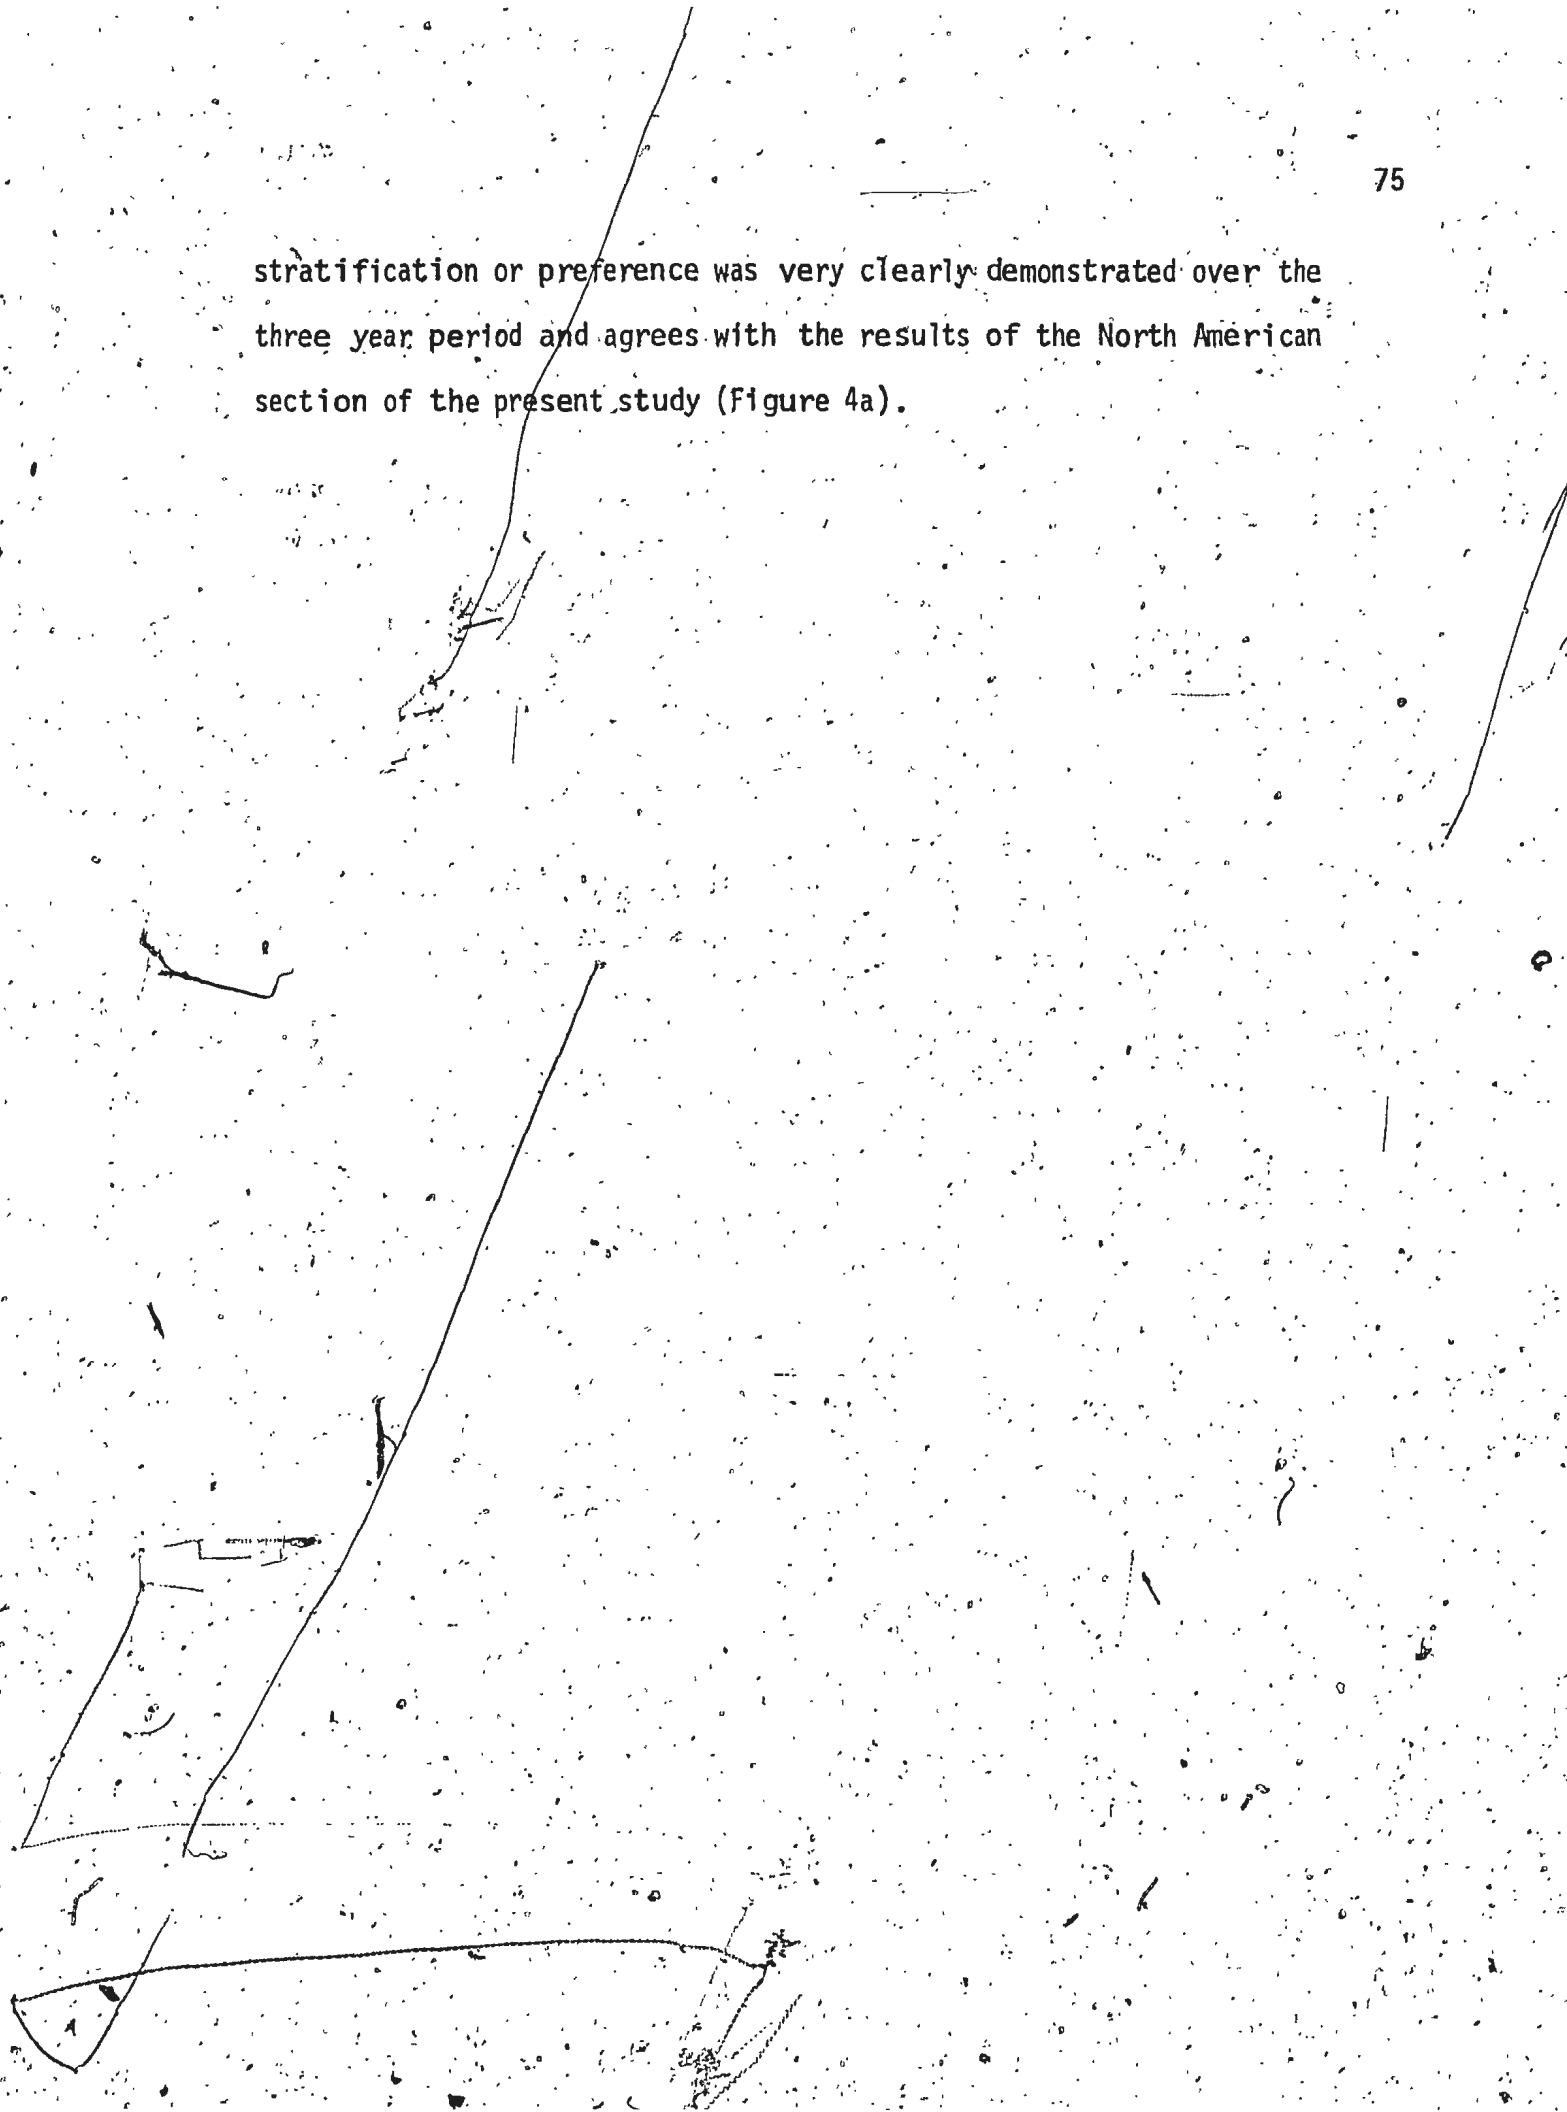 75
stratification or preference was very clearly demonstrated over the
three year period and agrees with the results of the North American
section of the present study (Figure 4a).